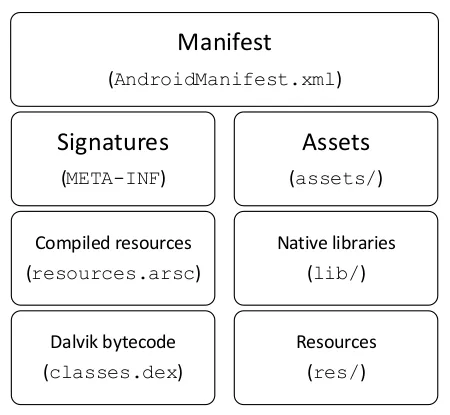 Manifest
(AndroidManifest.xml)
Signatures
(META-INF)
Assets
(assets/)
Compiled resources
(resources.arsc)
Native libraries
(lib/)
Dalvik bytecode
(classes.dex)
Resources
(res/)